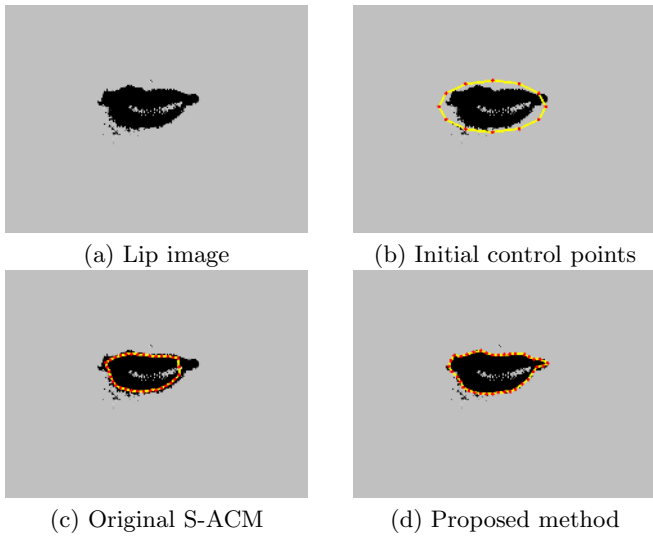 (a) Lip image
(b) Initial control points
(c) Original S-ACM
(d) Proposed method